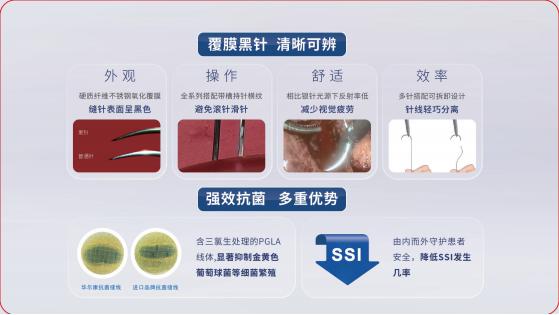 覆膜黑针 清晰可辨
外观
硬质纤维不锈钢氧化覆膜
缝针表面呈黑色
黑针
普通针
操作
全系列搭配带槽持针横纹
避免滚针滑针
舒适
相比银针光源下反射率低
减少视觉疲劳
效率
多针搭配可拆卸设计
针线轻巧分离
强效抗菌 多重优势
华尔康抗菌缝线
进口品牌抗菌缝线
含三氯生处理的PGLA
线体,显著抑制金黄色
葡萄球菌等细菌繁殖
SSI
由内而外守护患者
安全，降低SSI发生
几率